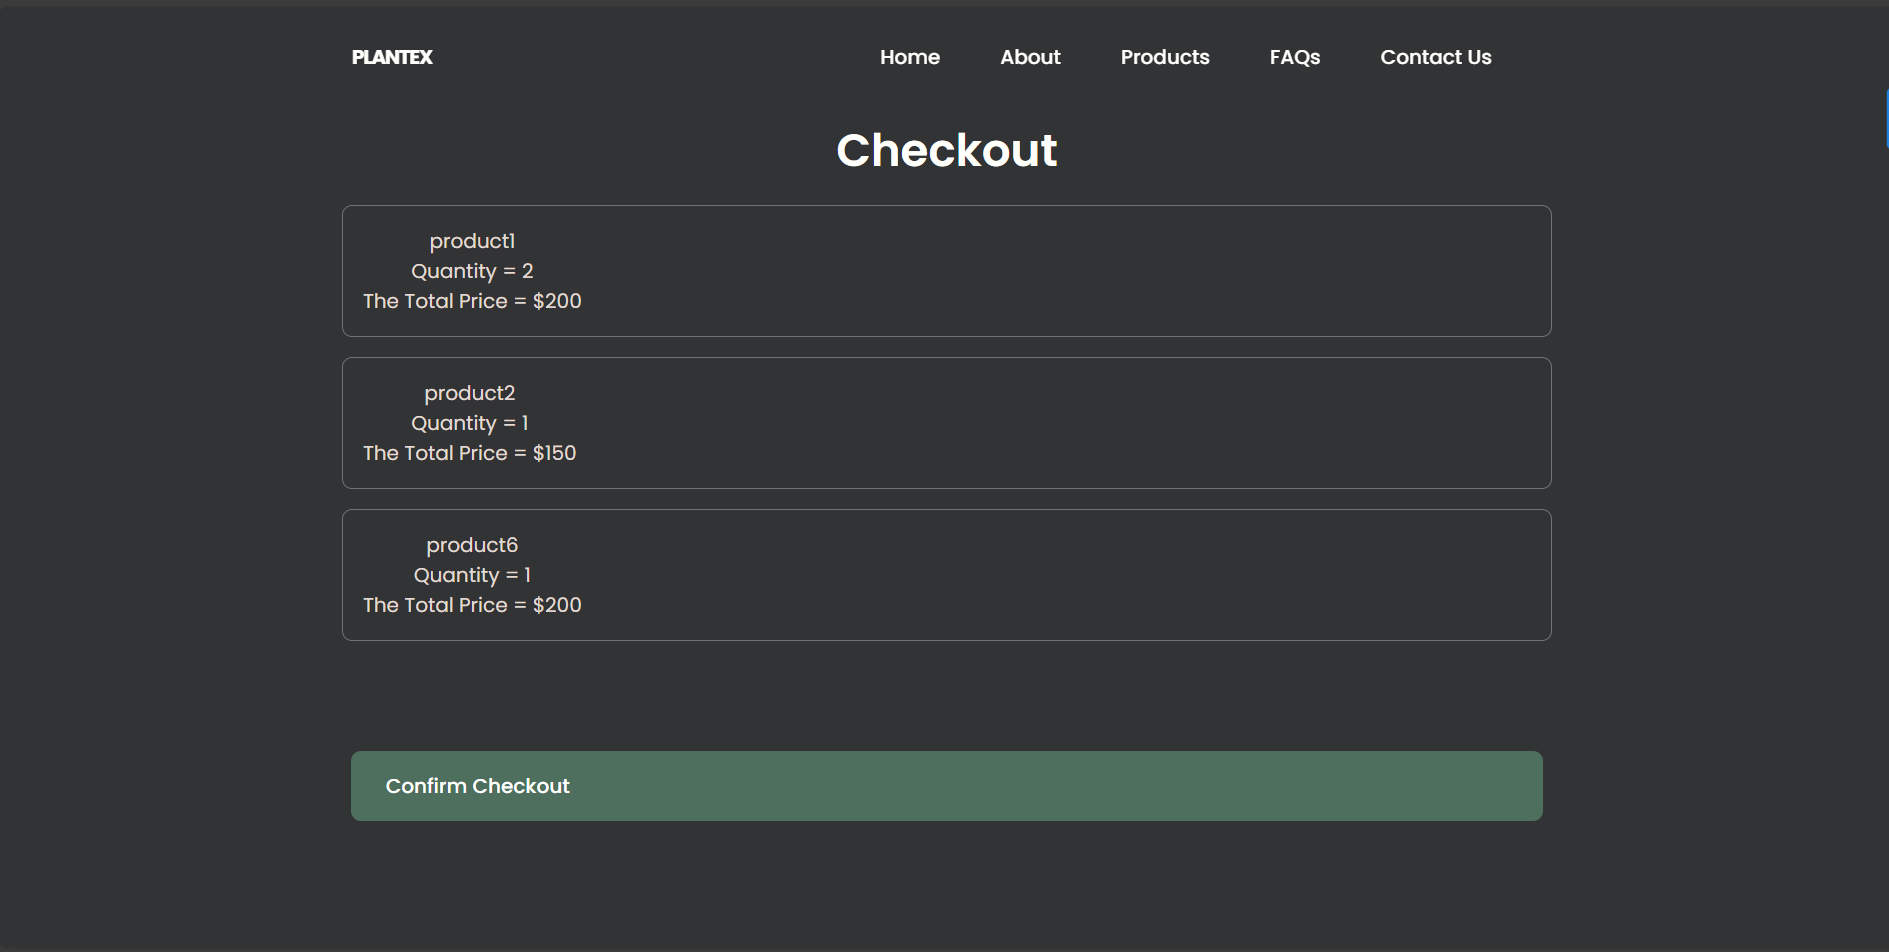 PLANTEX
Home
About
Products
FAQs
Contact Us
Checkout
product1
Quantity = 2
The Total Price = $200
product2
Quantity = 1
The Total Price = $150
product6
Quantity = 1
The Total Price = $200
Confirm Checkout